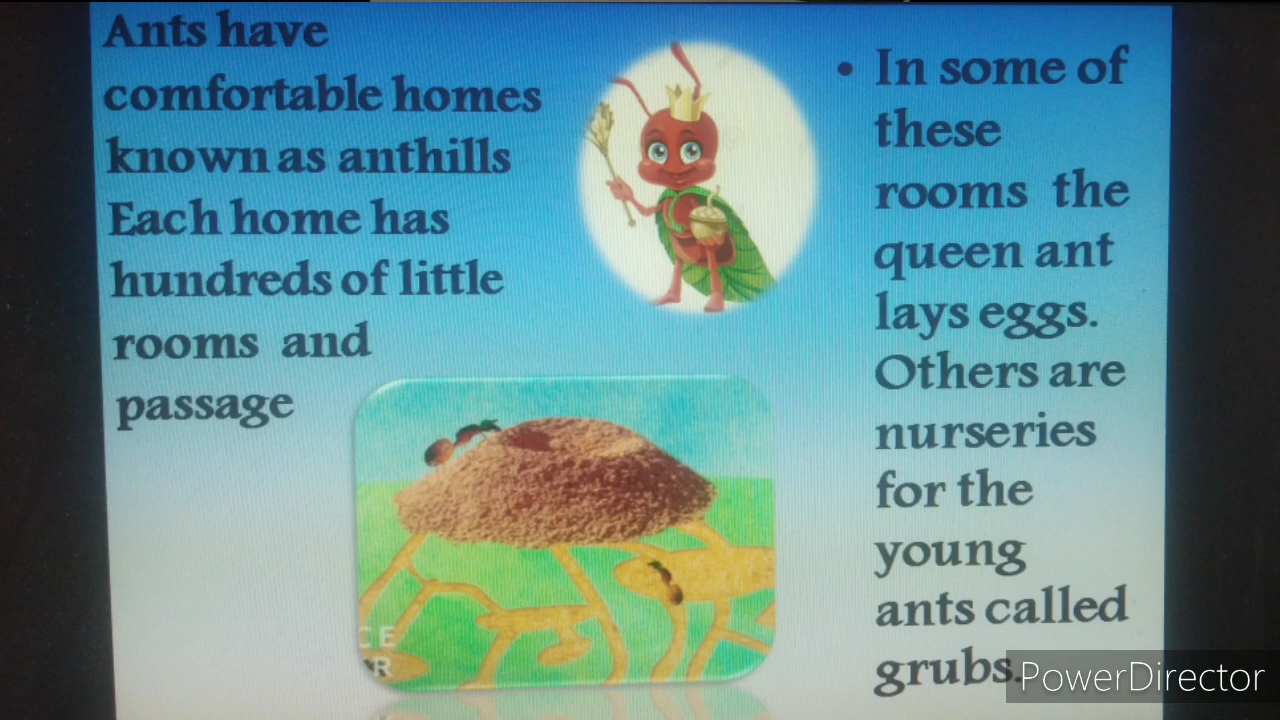 Ants have
comfortable homes
known as anthills
Each home has
hundreds of little
rooms and
passage
CE
R
• In some of
these
rooms the
queen ant
lays eggs.
Others are
nurseries
for the
young
ants called
grubs.
PowerDirector